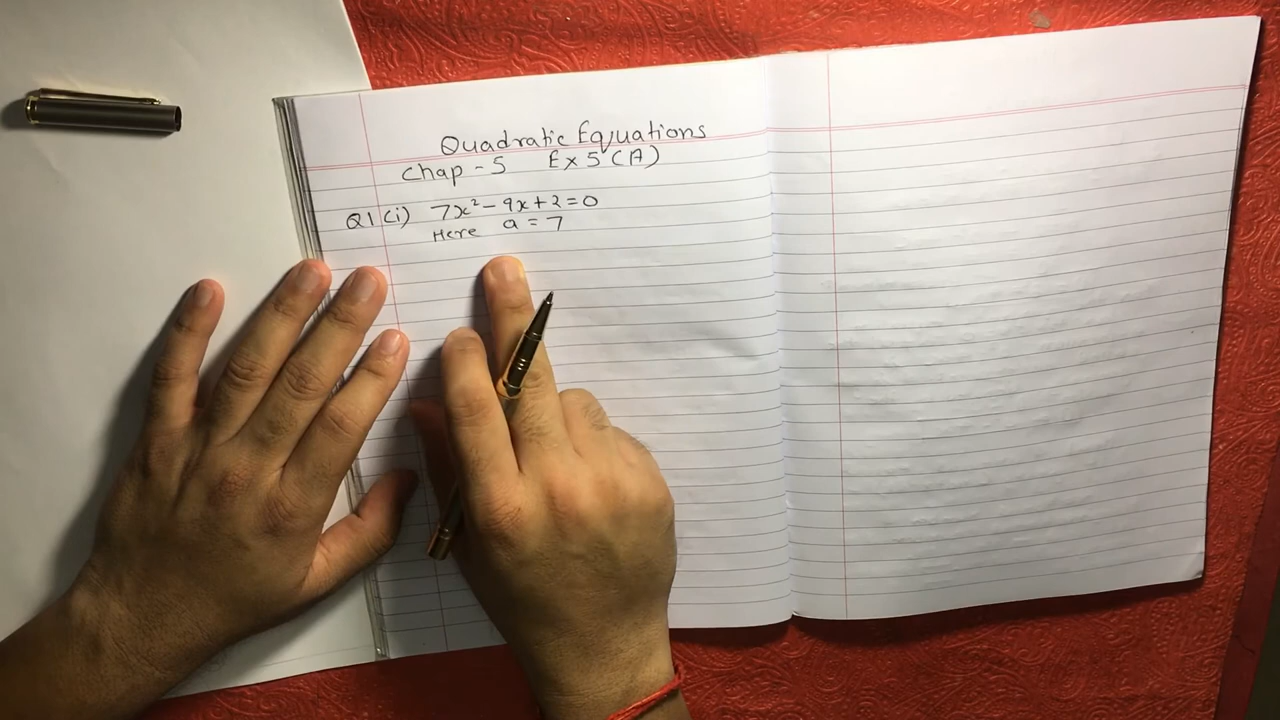 Quadratic Equations
Chap - 5 Ex 5 (A)
Q1 (i) 7x² - 9x + 2 = 0
Here a = 7